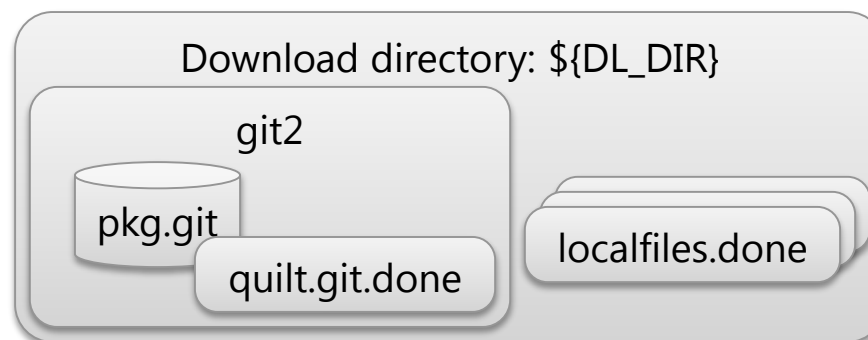 Download directory: ${DL_DIR}
git2
pkg.git
quilt.git.done
localfiles.done